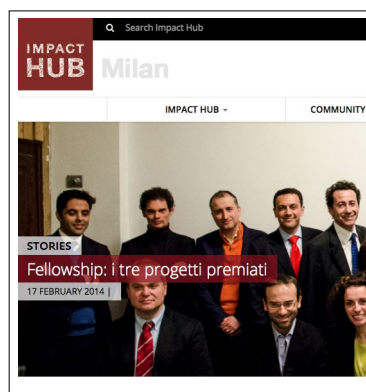 Search Impact Hub
IMPACT
HUB
Milan
IMPACT HUB
COMMUNITY
STORIES
Fellowship: i tre progetti premiati
17 FEBRUARY 2014 |